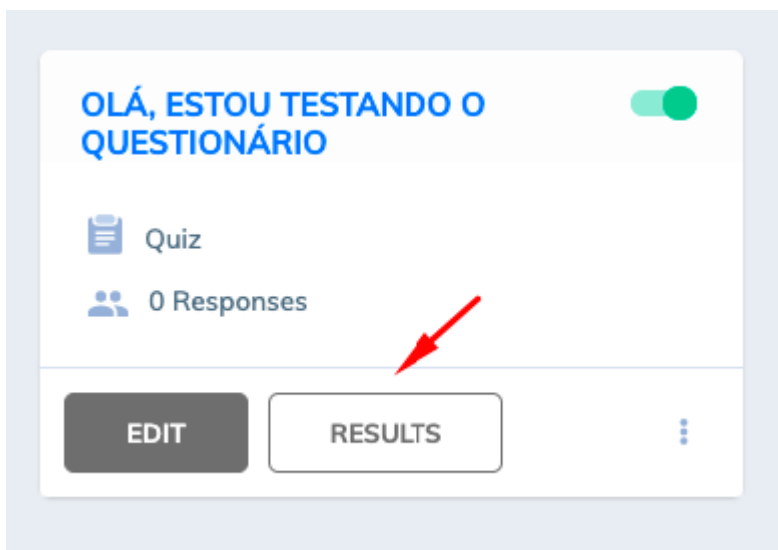 OLÁ, ESTOU TESTANDO O
QUESTIONÁRIO
Quiz
0 Responses
EDIT
RESULTS